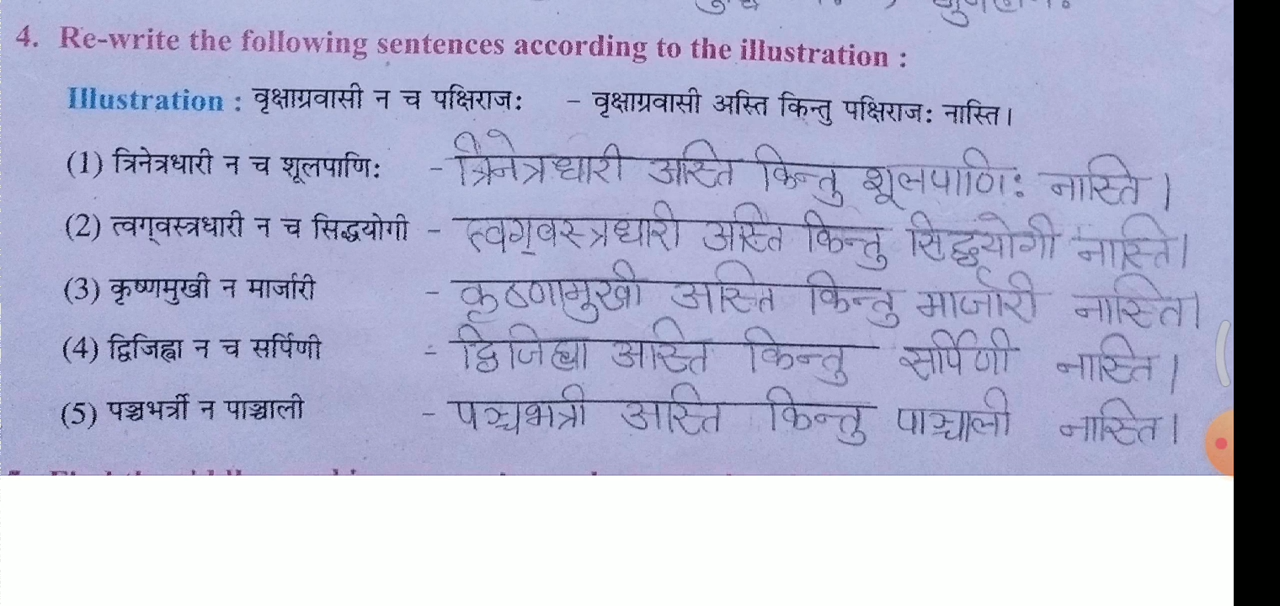 4. Re-write the following sentences according to the illustration :
Illustration : वृक्षाग्रवासी न च पक्षिराजः - वृक्षाग्रवासी अस्ति किन्तु पक्षिराजः नास्ति।
(1) त्रिनेत्रधारी न च शूलपाणिः - त्रिनेत्रधारी अस्ति किन्तु शूलपाणिः नास्ति।
(2) त्वग्वस्त्रधारी न च सिद्धयोगी - त्वग्वस्त्रधारी अस्ति किन्तु सिद्धयोगी नास्ति।
(3) कृष्णमुखी न मार्जारी - कृष्णमुखी अस्ति किन्तु मार्जारी नास्ति।
(4) द्विजिह्वा न च सर्पिणी - द्विजिह्वा अस्ति किन्तु सर्पिणी नास्ति।
(5) पञ्चभर्त्री न पाञ्चाली - पञ्चभत्री अस्ति किन्तु पाञ्चाली नास्ति।